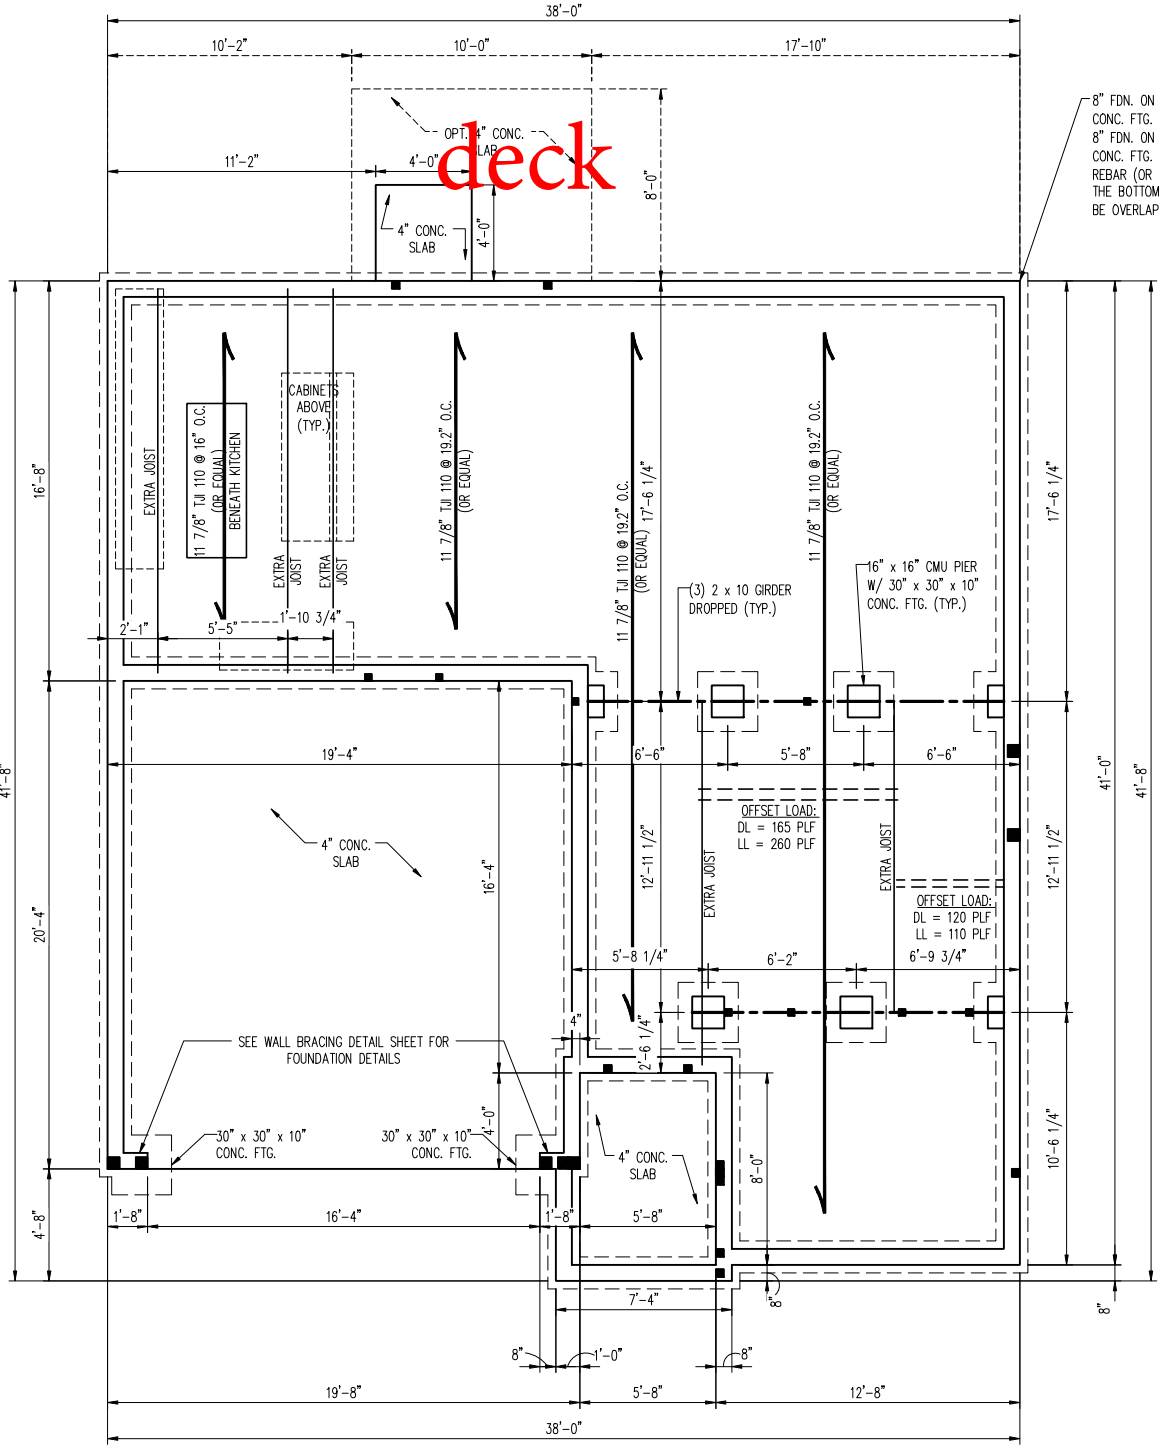 38'-0"
10'-2"
10'-0"
17'-10"
8" FDN. ON
CONC. FTG.
8" FDN. ON
CONC. FTG.
REBAR (OR
THE BOTTOM
BE OVERLAP
OPT. 4" CONC.
SLAB
deck
11'-2"
4'-0"
8'-0"
4" CONC.
SLAB
4'-0"
CABINETS
ABOVE
(TYP.)
EXTRA JOIST
11 7/8" TJI 110 @ 16" O.C.
(OR EQUAL)
BENEATH KITCHEN
11 7/8" TJI 110 @ 19.2" O.C.
(OR EQUAL)
11 7/8" TJI 110 @ 19.2" O.C.
(OR EQUAL)
17'-6 1/4"
11 7/8" TJI 110 @ 19.2" O.C.
(OR EQUAL)
17'-6 1/4"
16'-8"
EXTRA
JOIST
EXTRA
JOIST
16" x 16" CMU PIER
W/ 30" x 30" x 10"
CONC. FTG. (TYP.)
(3) 2 x 10 GIRDER
DROPPED (TYP.)
2'-1"
5'-5"
1'-10 3/4"
19'-4"
6'-6"
5'-8"
6'-6"
41'-8"
41'-0"
41'-8"
OFFSET LOAD:
DL = 165 PLF
LL = 260 PLF
4" CONC.
SLAB
16'-4"
12'-11 1/2"
EXTRA JOIST
EXTRA JOIST
12'-11 1/2"
OFFSET LOAD:
DL = 120 PLF
LL = 110 PLF
20'-4"
5'-8 1/4"
6'-2"
6'-9 3/4"
4"
2'-6 1/4"
SEE WALL BRACING DETAIL SHEET FOR
FOUNDATION DETAILS
4'-0"
30" x 30" x 10"
CONC. FTG.
30" x 30" x 10"
CONC. FTG.
4" CONC.
SLAB
8'-0"
10'-6 1/4"
4'-8"
1'-8"
16'-4"
1'-8"
5'-8"
7'-4"
8"
8"
8"
1'-0"
8"
19'-8"
5'-8"
12'-8"
38'-0"